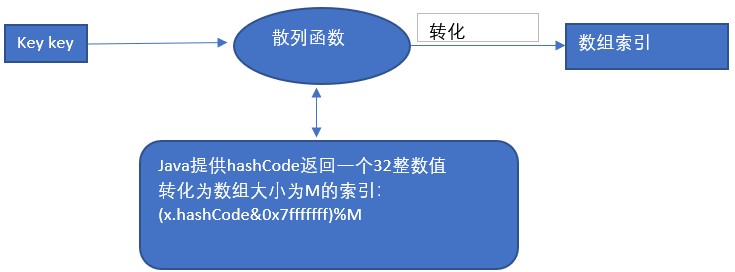 Key key
散列函数
转化
数组索引
Java提供hashCode返回一个32整数值
转化为数组大小为M的索引：
(x.hashCode&0x7fffffff)%M